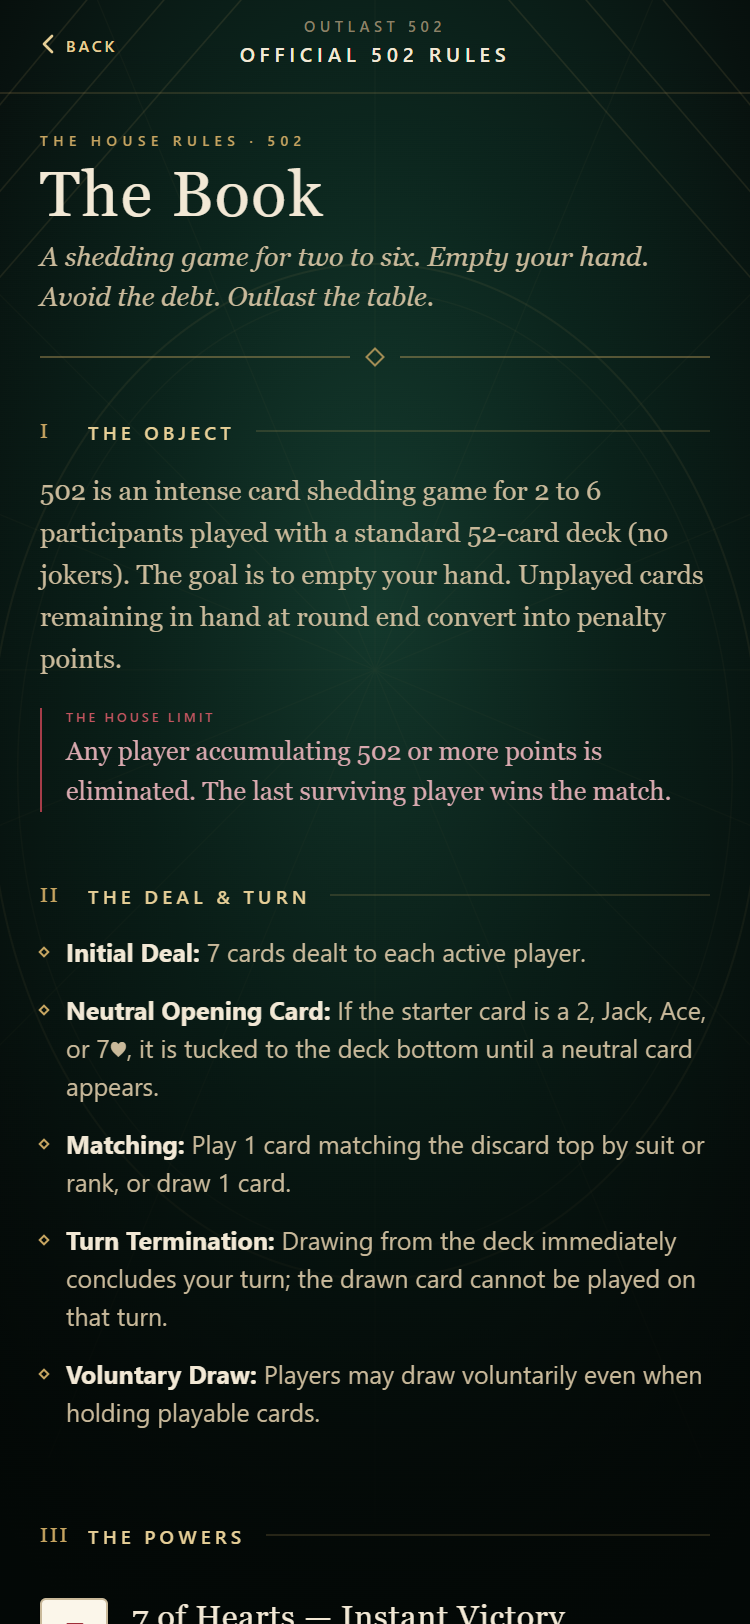 OUTLAST 502
BACK
OFFICIAL 502 RULES
THE HOUSE RULES · 502
The Book
A shedding game for two to six. Empty your hand.
Avoid the debt. Outlast the table.
I THE OBJECT
502 is an intense card shedding game for 2 to 6
participants played with a standard 52-card deck (no
jokers). The goal is to empty your hand. Unplayed cards
remaining in hand at round end convert into penalty
points.
THE HOUSE LIMIT
Any player accumulating 502 or more points is
eliminated. The last surviving player wins the match.
II THE DEAL & TURN
Initial Deal: 7 cards dealt to each active player.
Neutral Opening Card: If the starter card is a 2, Jack, Ace,
or 7♥, it is tucked to the deck bottom until a neutral card
appears.
Matching: Play 1 card matching the discard top by suit or
rank, or draw 1 card.
Turn Termination: Drawing from the deck immediately
concludes your turn; the drawn card cannot be played on
that turn.
Voluntary Draw: Players may draw voluntarily even when
holding playable cards.
III THE POWERS
7 of Hearts — Instant Victory